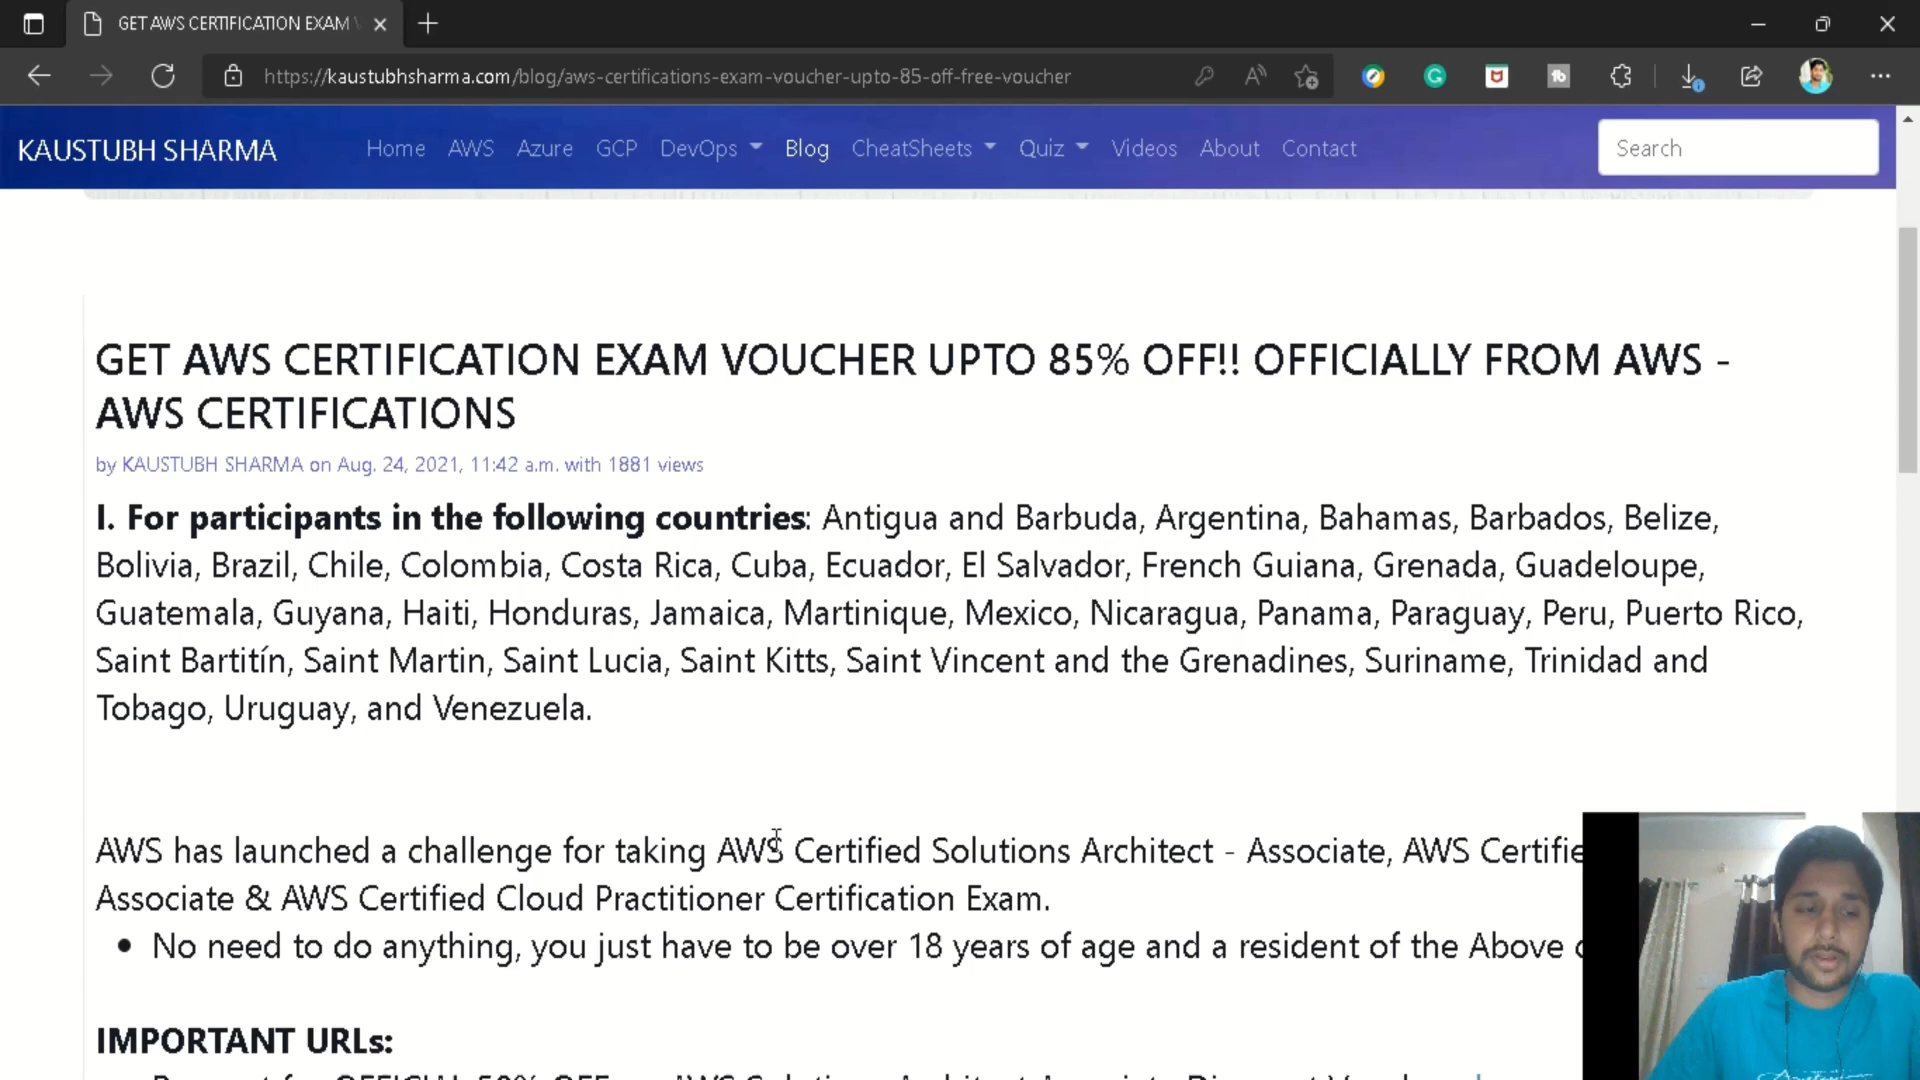 GET AWS CERTIFICATION EXAM
https://kaustubhsharma.com/blog/aws-certifications-exam-voucher-upto-85-off-free-voucher
KAUSTUBH SHARMA Home AWS Azure GCP DevOps Blog CheatSheets Quiz Videos About Contact Search
GET AWS CERTIFICATION EXAM VOUCHER UPTO 85% OFF!! OFFICIALLY FROM AWS -
AWS CERTIFICATIONS
by KAUSTUBH SHARMA on Aug. 24, 2021, 11:42 a.m. with 1881 views
I. For participants in the following countries: Antigua and Barbuda, Argentina, Bahamas, Barbados, Belize,
Bolivia, Brazil, Chile, Colombia, Costa Rica, Cuba, Ecuador, El Salvador, French Guiana, Grenada, Guadeloupe,
Guatemala, Guyana, Haiti, Honduras, Jamaica, Martinique, Mexico, Nicaragua, Panama, Paraguay, Peru, Puerto Rico,
Saint Bartitín, Saint Martin, Saint Lucia, Saint Kitts, Saint Vincent and the Grenadines, Suriname, Trinidad and
Tobago, Uruguay, and Venezuela.
AWS has launched a challenge for taking AWS Certified Solutions Architect - Associate, AWS Certifie
Associate & AWS Certified Cloud Practitioner Certification Exam.
• No need to do anything, you just have to be over 18 years of age and a resident of the Above
IMPORTANT URLs: